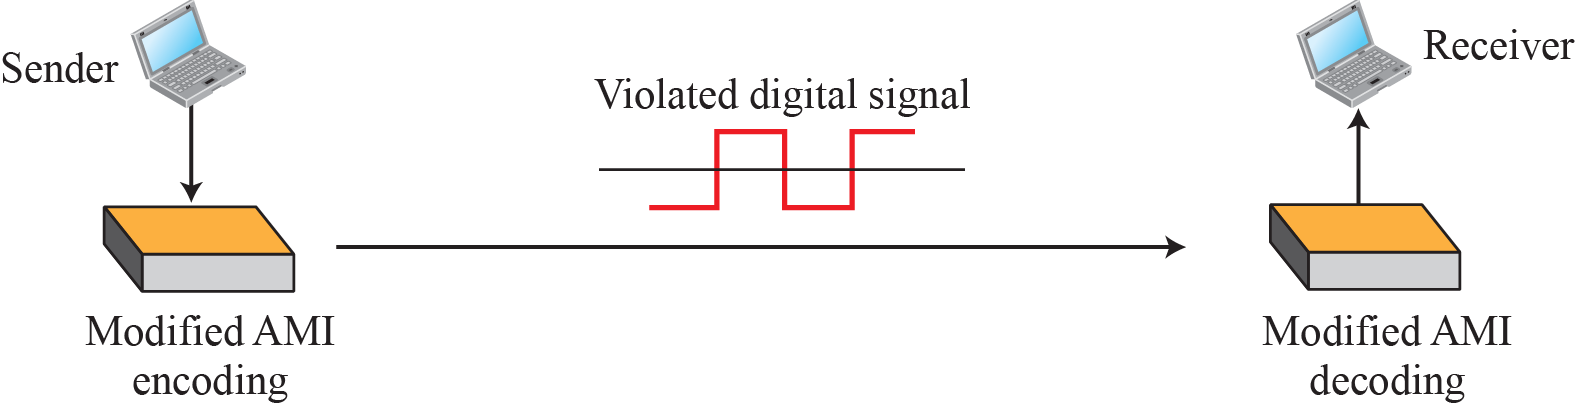 Sender
Receiver
Violated digital signal
Modified AMI
encoding
Modified AMI
decoding